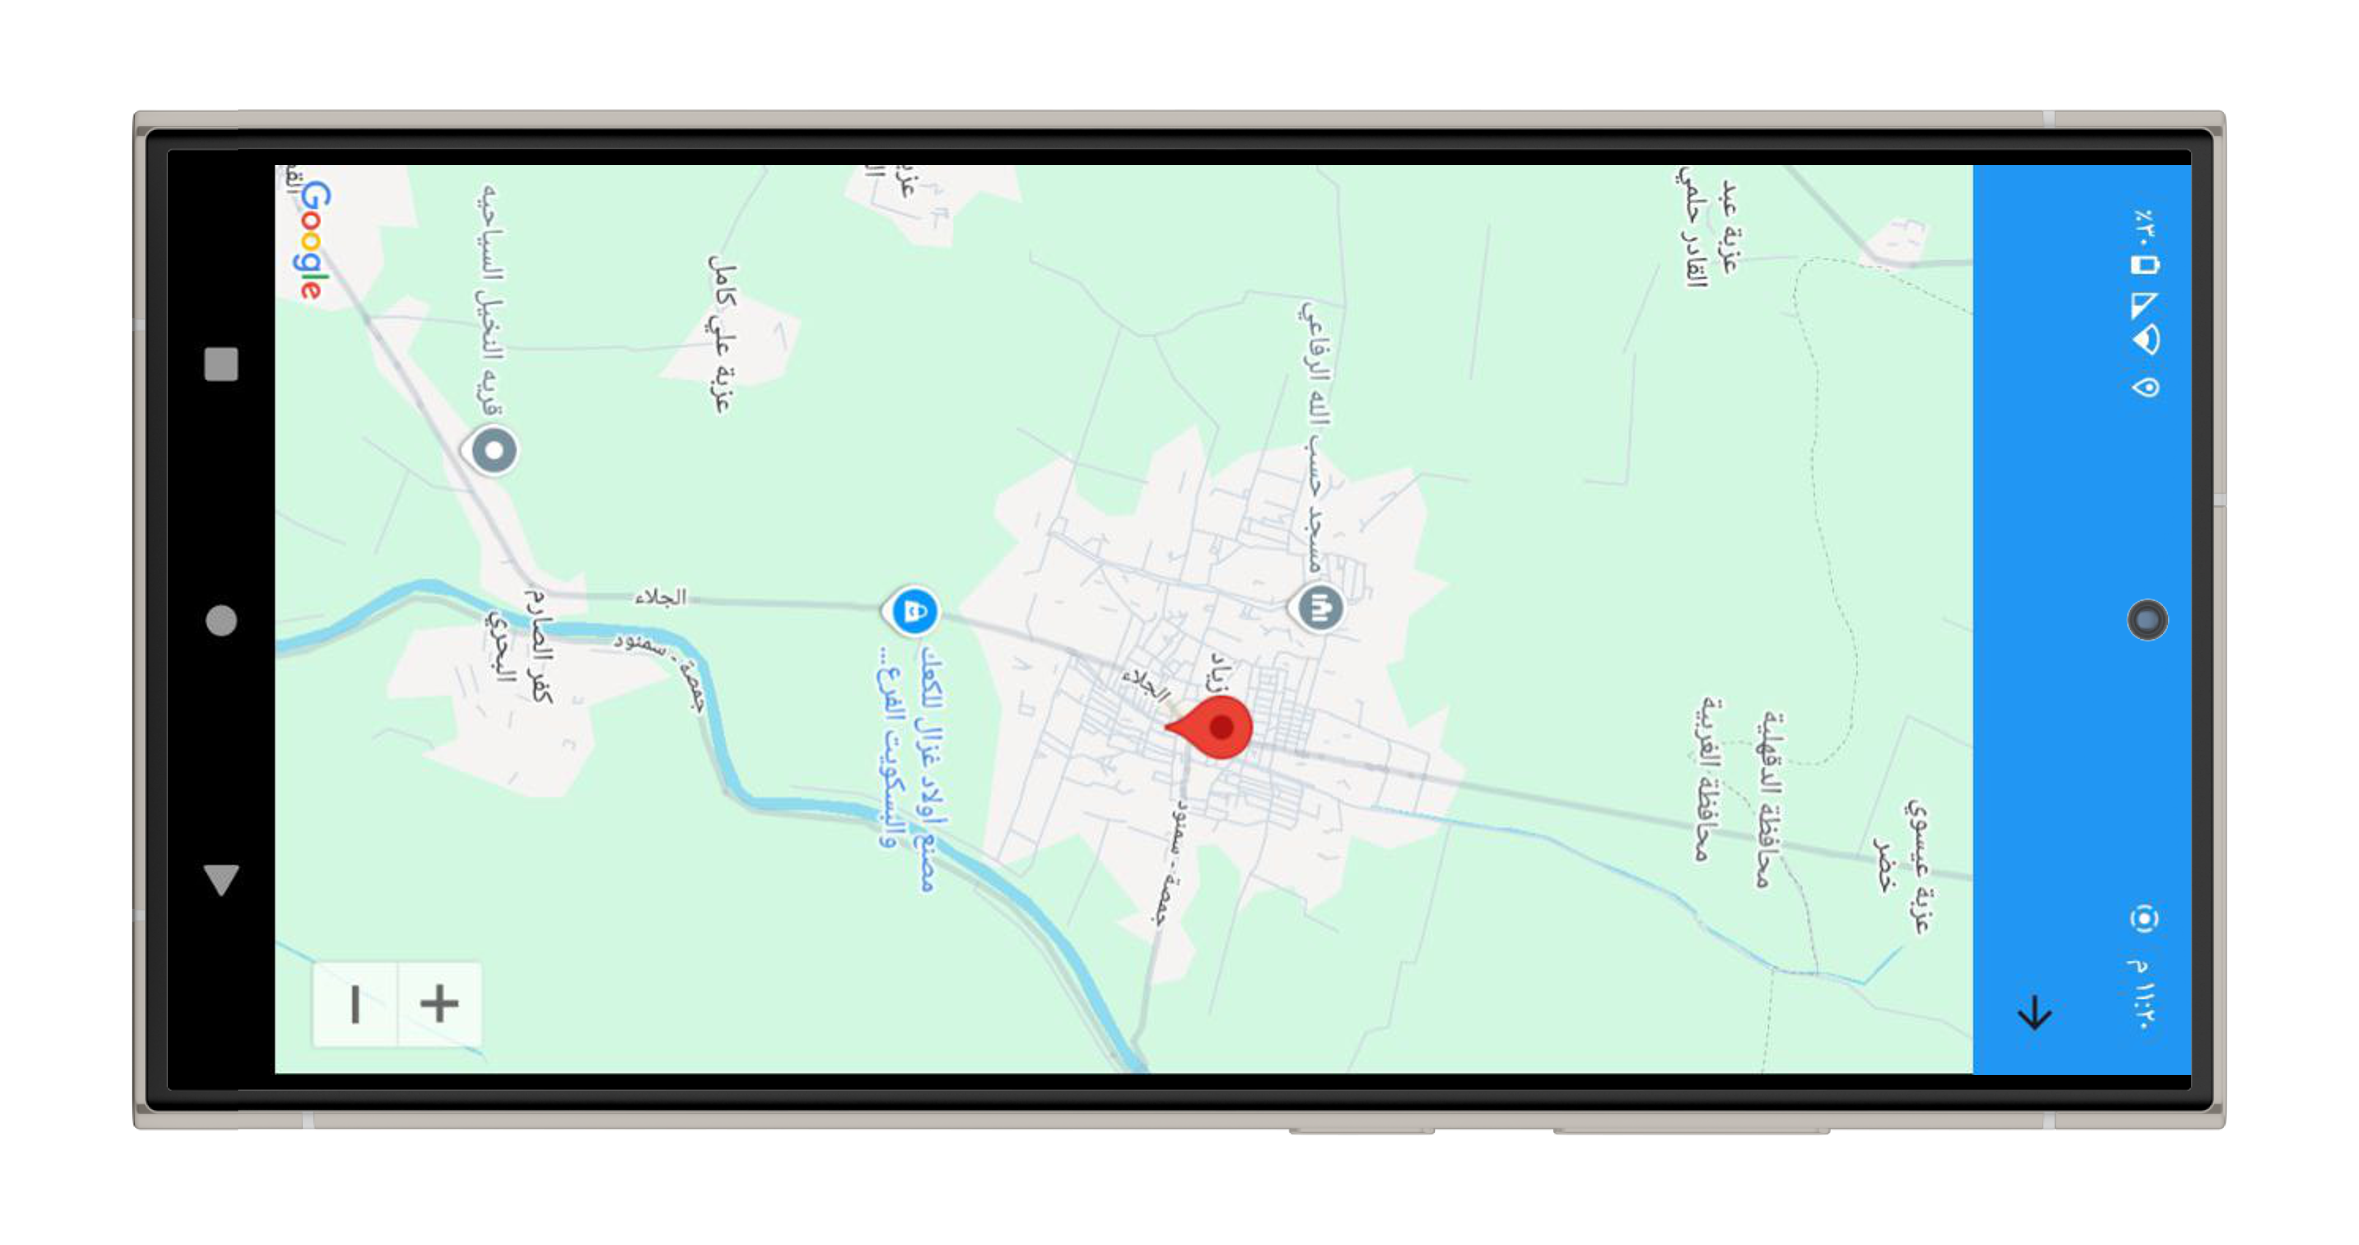 ١١:٢٠ م
٣٠٪
عزبة عيسوي
خضر
محافظة الدقهلية
محافظة الغربية
عزبة عبد
القادر حلمي
مسجد حسب الله الرفاعي
زياد
الجلاء
جمصة - سمنود
مصنع اولاد غزال للكعك
والبسكويت الفرع...
عزبة علي كامل
الجلاء
جمصة - سمنود
كفر الصارم
البحري
قريه النخيل السياحيه
Google